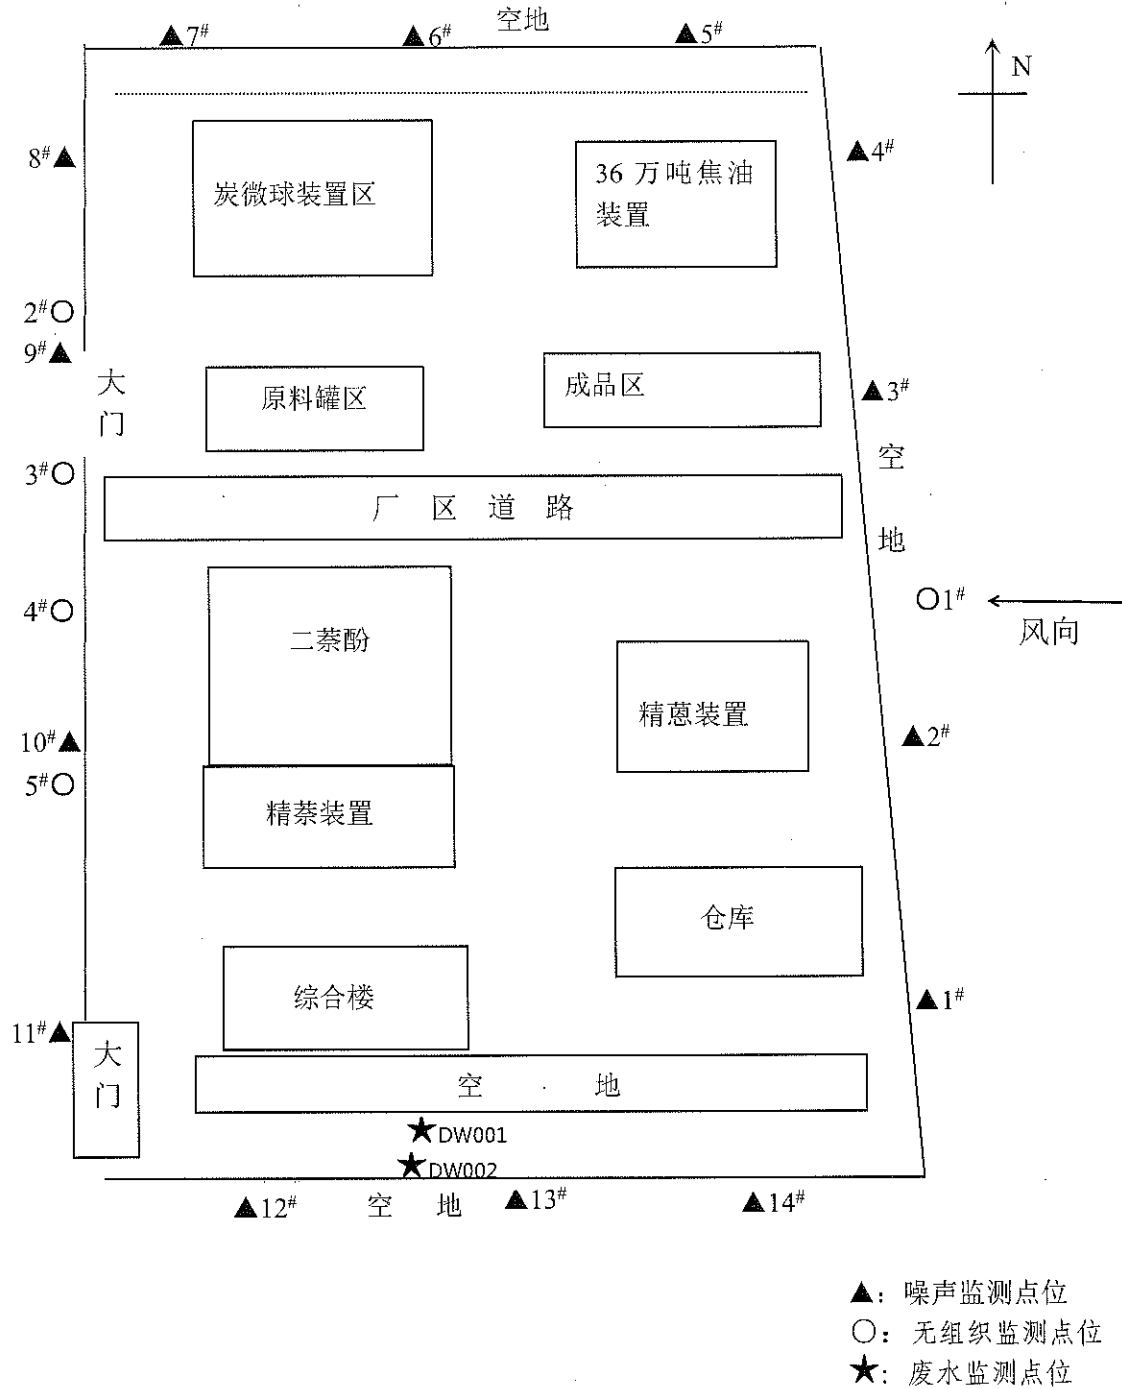 空地
▲7# ▲6# ▲5#
N
8#▲
▲4#
炭微球装置区
36 万吨焦油
装置
2#○
9#▲
大
门
原料罐区
成品区
▲3#
空
地
3#○
厂 区 道 路
4#○
二萘酚
○1#
风向
精蒽装置
10#▲
▲2#
5#○
精萘装置
仓库
综合楼
▲1#
11#▲
大
门
空 地
★DW001
★DW002
▲12# 空 地 ▲13# ▲14#
▲: 噪声监测点位
○: 无组织监测点位
★: 废水监测点位